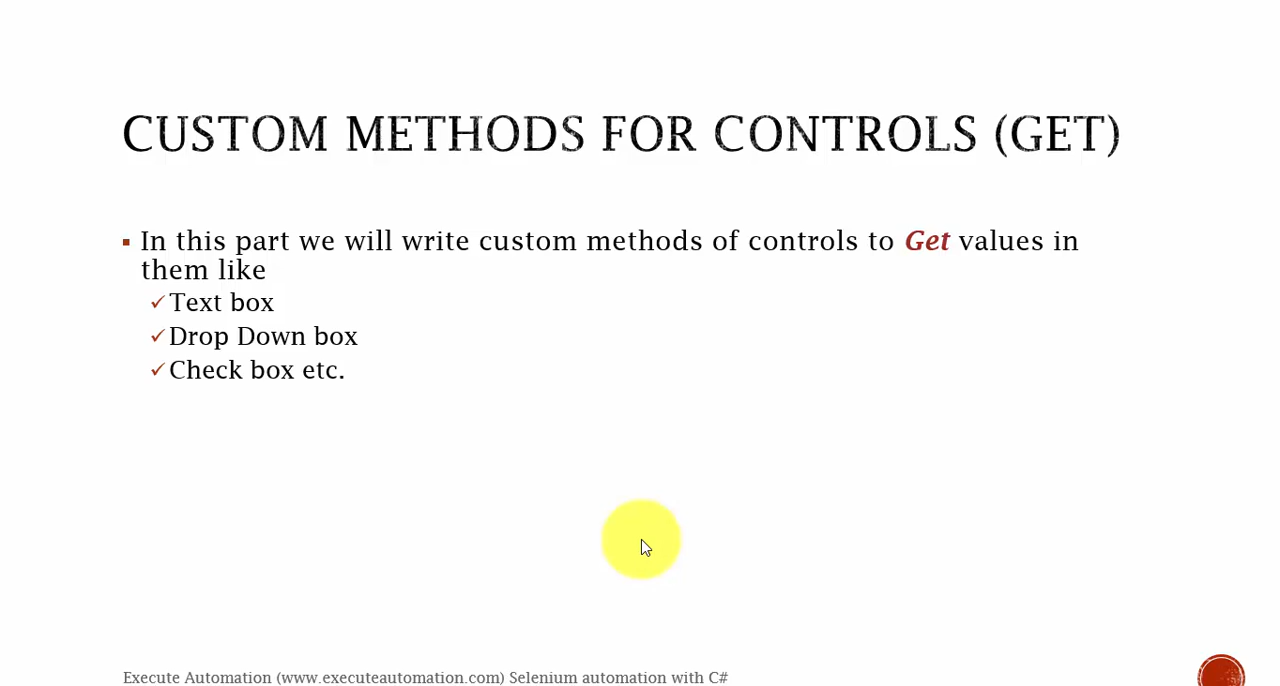 CUSTOM METHODS FOR CONTROLS (GET)
In this part we will write custom methods of controls to Get values in
them like
Text box
Drop Down box
Check box etc.
Execute Automation (www.executeautomation.com) Selenium automation with C#